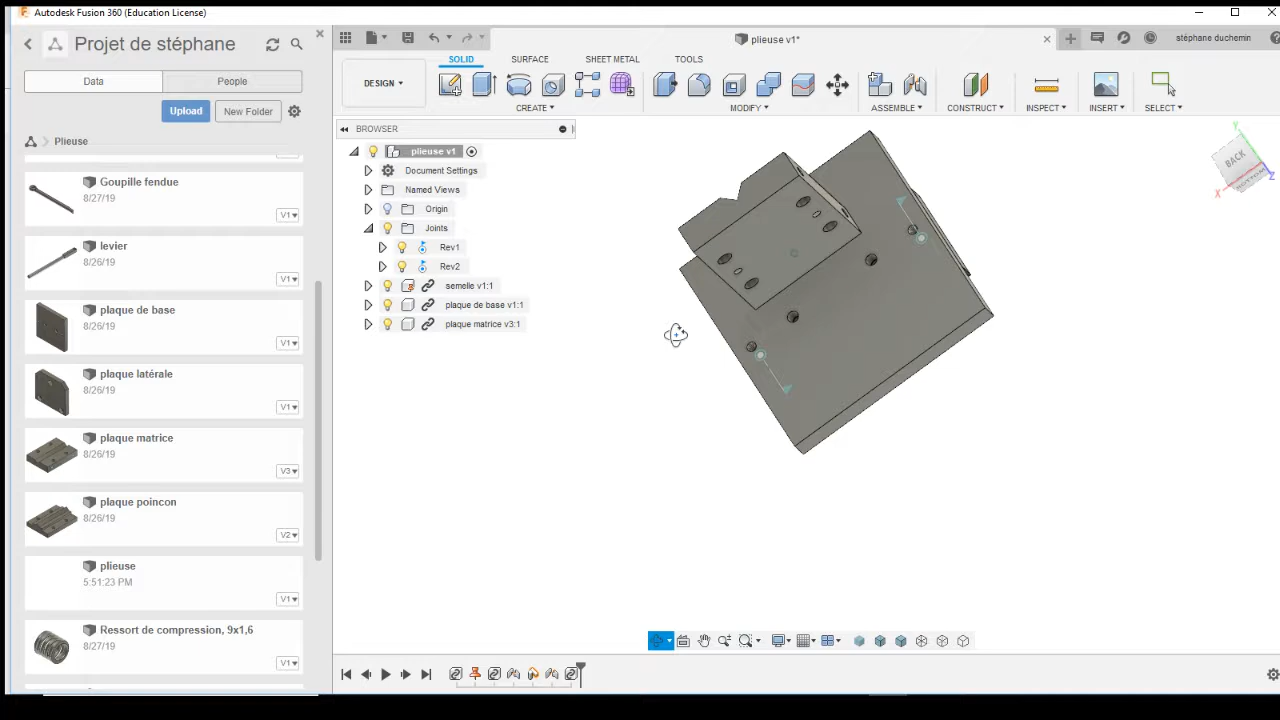 Autodesk Fusion 360 (Education License)
Projet de stéphane
Data
People
Upload
New Folder
Plieuse
Goupille fendue
8/27/19
V1
levier
8/26/19
V1
plaque de base
8/26/19
V1
plaque latérale
8/26/19
V1
plaque matrice
8/26/19
V3
plaque poincon
8/26/19
V2
plieuse
5:51:23 PM
V1
Ressort de compression, 9x1,6
8/27/19
V1
plieuse v1*
stéphane duchemin
SOLID
SURFACE
SHEET METAL
TOOLS
DESIGN
CREATE
MODIFY
ASSEMBLE
CONSTRUCT
INSPECT
INSERT
SELECT
BROWSER
plieuse v1
Document Settings
Named Views
Origin
Joints
Rev1
Rev2
semelle v1:1
plaque de base v1:1
plaque matrice v3:1
Y
BACK
BOTTOM
X
Z